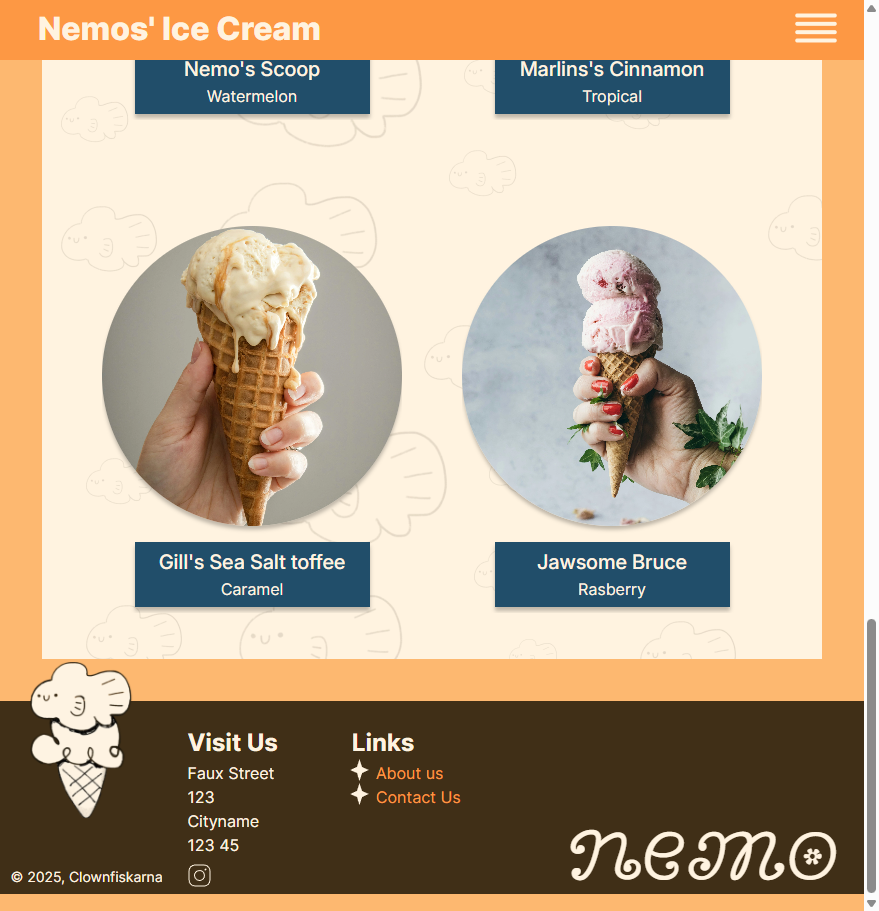 Nemos' Ice Cream
Nemo's Scoop
Watermelon
Marlins's Cinnamon
Tropical
Gill's Sea Salt toffee
Caramel
Jawsome Bruce
Rasberry
Visit Us
Faux Street
123
Cityname
123 45
Links
About us
Contact Us
© 2025, Clownfiskarna
nemo